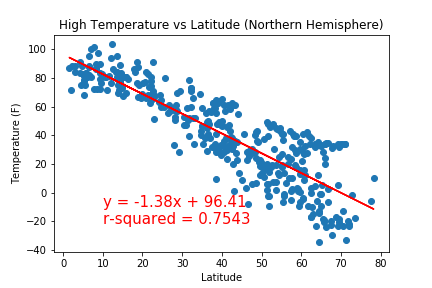 High Temperature vs Latitude (Northern Hemisphere)
100
80
60
40
20
0
−20
−40
Temperature (F)
y = -1.38x + 96.41
r-squared = 0.7543
0 10 20 30 40 50 60 70 80
Latitude